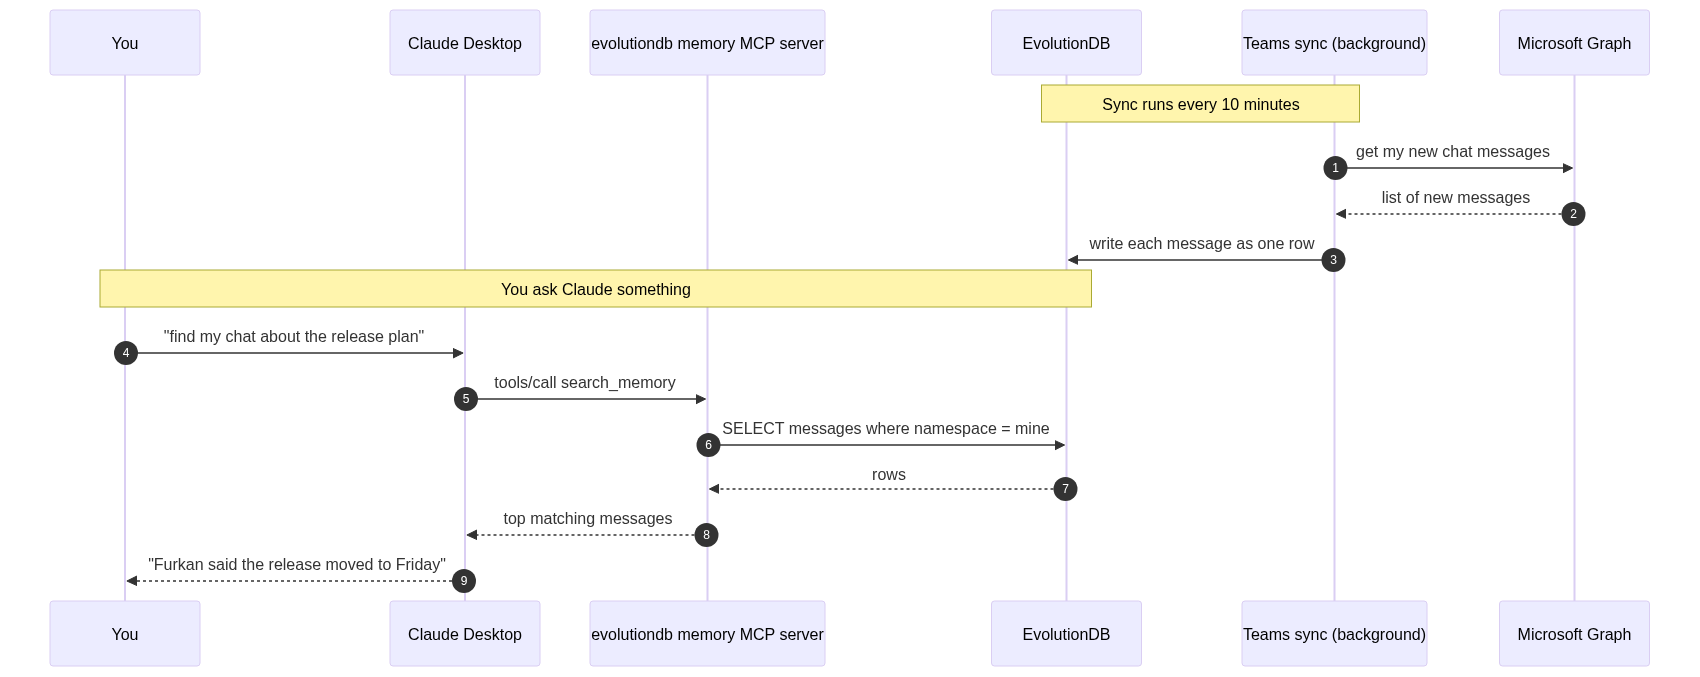 You
Claude Desktop
evolutiondb memory MCP server
EvolutionDB
Teams sync (background)
Microsoft Graph
Sync runs every 10 minutes
get my new chat messages
1
list of new messages
2
write each message as one row
3
You ask Claude something
"find my chat about the release plan"
4
tools/call search_memory
5
SELECT messages where namespace = mine
6
rows
7
top matching messages
8
"Furkan said the release moved to Friday"
9
You
Claude Desktop
evolutiondb memory MCP server
EvolutionDB
Teams sync (background)
Microsoft Graph